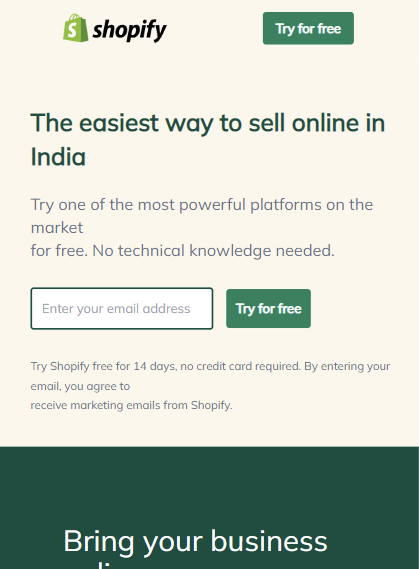 shopify
Try for free
The easiest way to sell online in
India
Try one of the most powerful platforms on the
market
for free. No technical knowledge needed.
Enter your email address
Try for free
Try Shopify free for 14 days, no credit card required. By entering your
email, you agree to
receive marketing emails from Shopify.
Bring your business